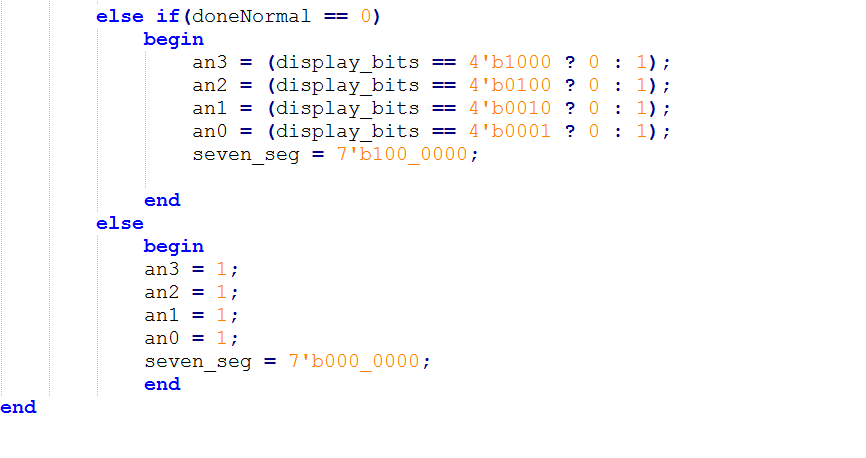 else if(doneNormal == 0)
begin
an3 = (display_bits == 4'b1000 ? 0 : 1);
an2 = (display_bits == 4'b0100 ? 0 : 1);
an1 = (display_bits == 4'b0010 ? 0 : 1);
an0 = (display_bits == 4'b0001 ? 0 : 1);
seven_seg = 7'b100_0000;
end
else
begin
an3 = 1;
an2 = 1;
an1 = 1;
an0 = 1;
seven_seg = 7'b000_0000;
end
end